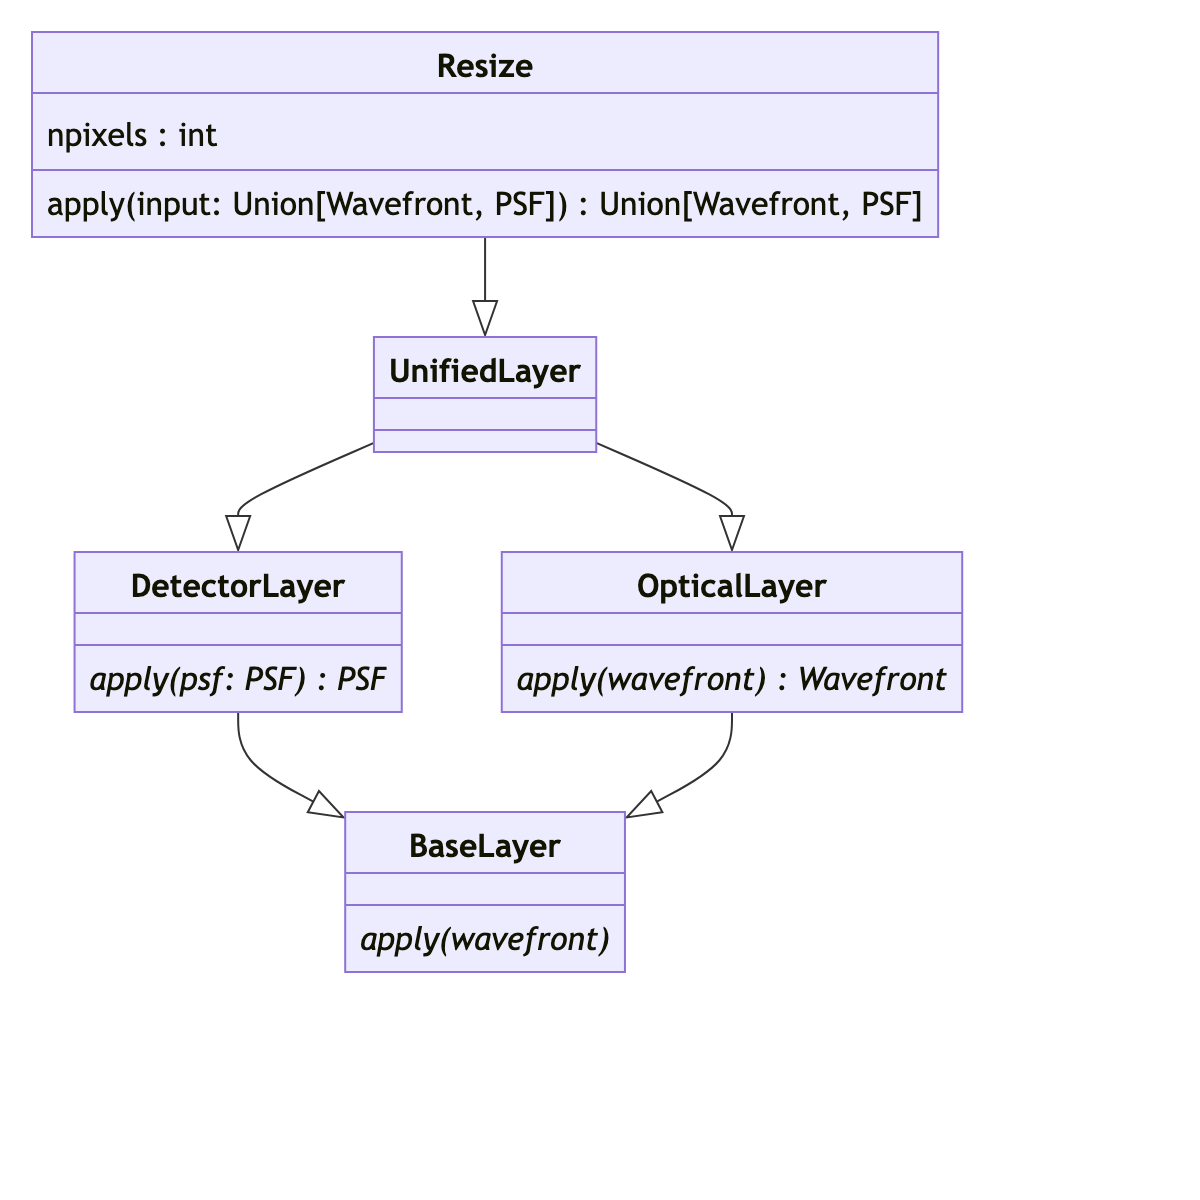 Resize
npixels : int
apply(input: Union[Wavefront, PSF]) : Union[Wavefront, PSF]
UnifiedLayer
DetectorLayer
apply(psf: PSF) : PSF
OpticalLayer
apply(wavefront) : Wavefront
BaseLayer
apply(wavefront)